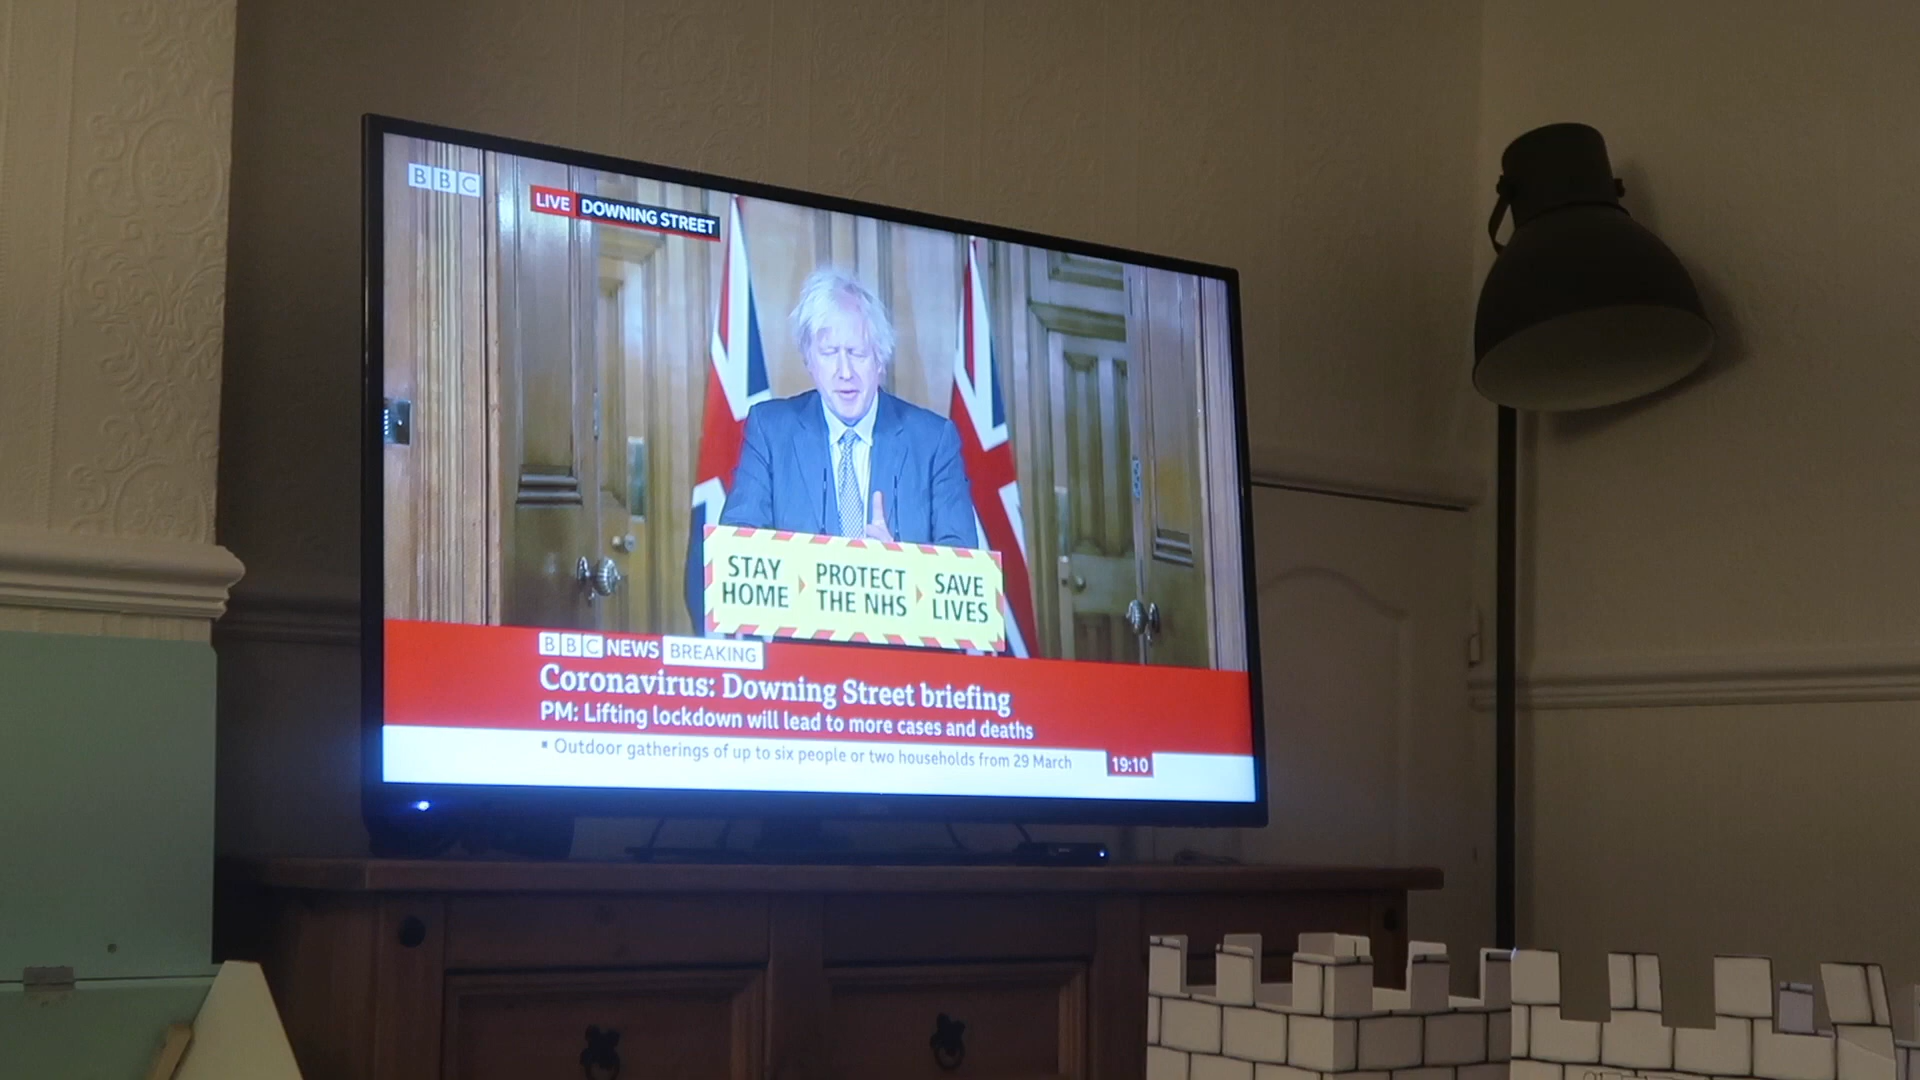 BBC
LIVE DOWNING STREET
STAY HOME
PROTECT THE NHS
SAVE LIVES
BBC NEWS BREAKING
Coronavirus: Downing Street briefing
PM: Lifting lockdown will lead to more cases and deaths
▪ Outdoor gatherings of up to six people or two households from 29 March
19:10